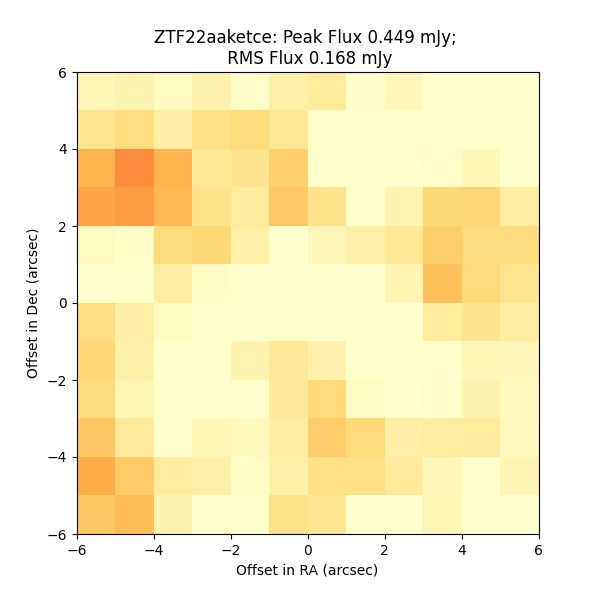 ZTF22aaketce: Peak Flux 0.449 mJy;
RMS Flux 0.168 mJy
6
4
2
0
−2
−4
−6
Offset in Dec (arcsec)
−6 −4 −2 0 2 4 6
Offset in RA (arcsec)